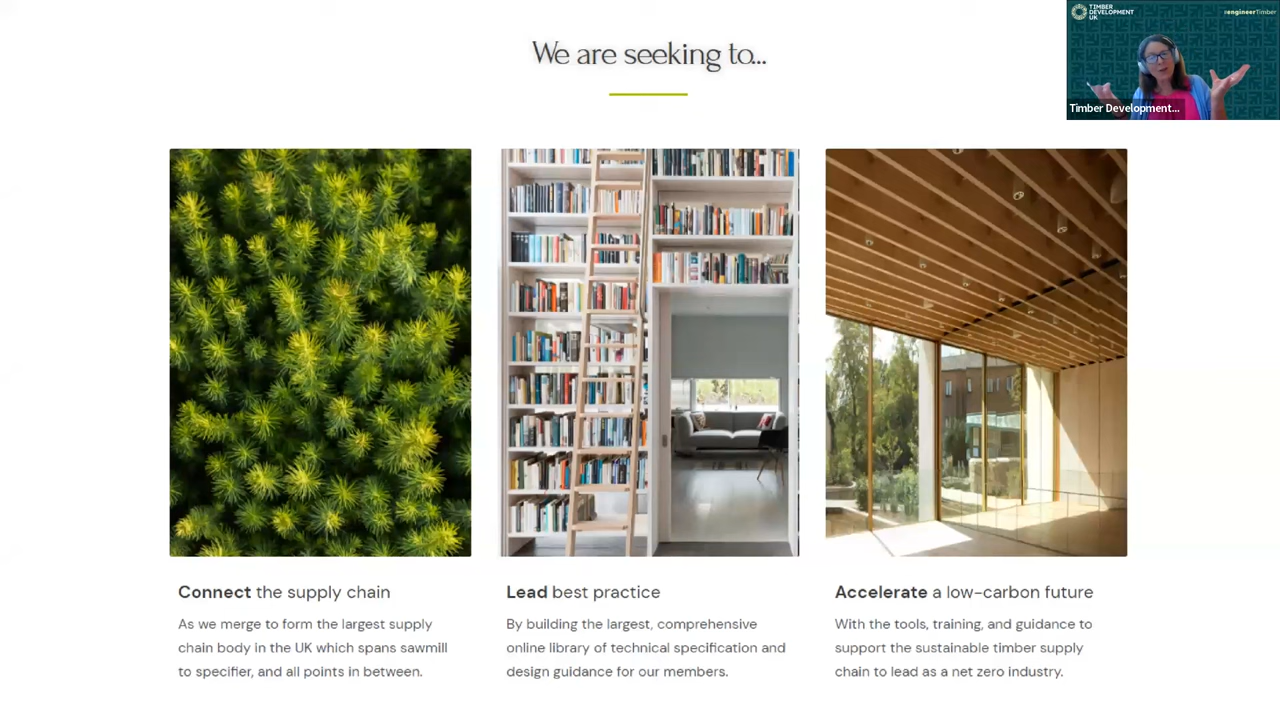 We are seeking to...
TIMBER
DEVELOPMENT
UK
#engineerTimber
Timber Development...
Connect the supply chain
As we merge to form the largest supply
chain body in the UK which spans sawmill
to specifier, and all points in between.
Lead best practice
By building the largest, comprehensive
online library of technical specification and
design guidance for our members.
Accelerate a low-carbon future
With the tools, training, and guidance to
support the sustainable timber supply
chain to lead as a net zero industry.